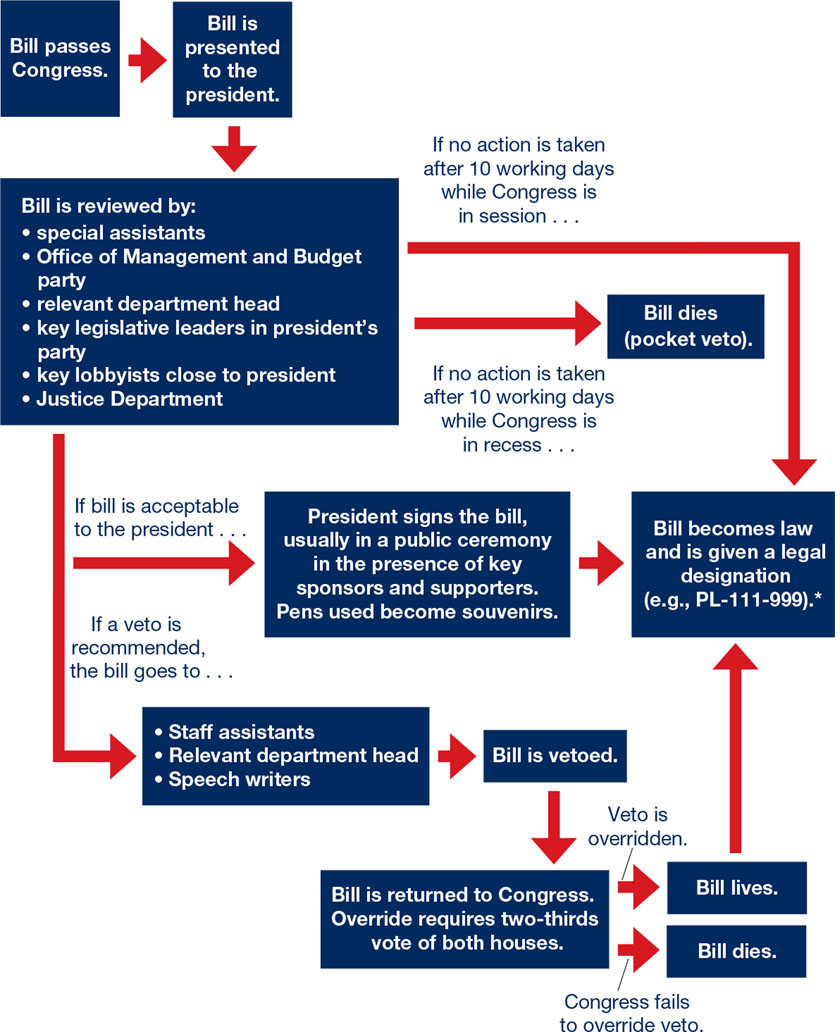 Bill passes
Congress.
Bill is
presented
to the
president.
If no action is taken
after 10 working days
while Congress is
in session . . .
Bill is reviewed by:
• special assistants
• Office of Management and Budget
party
• relevant department head
• key legislative leaders in president’s
party
• key lobbyists close to president
• Justice Department
Bill dies
(pocket veto).
If no action is taken
after 10 working days
while Congress is
in recess . . .
If bill is acceptable
to the president . . .
President signs the bill,
usually in a public ceremony
in the presence of key
sponsors and supporters.
Pens used become souvenirs.
Bill becomes law
and is given a legal
designation
(e.g., PL-111-999).*
If a veto is
recommended,
the bill goes to . . .
• Staff assistants
• Relevant department head
• Speech writers
Bill is vetoed.
Veto is
overridden.
Bill is returned to Congress.
Override requires two-thirds
vote of both houses.
Bill lives.
Bill dies.
Congress fails
to override veto.